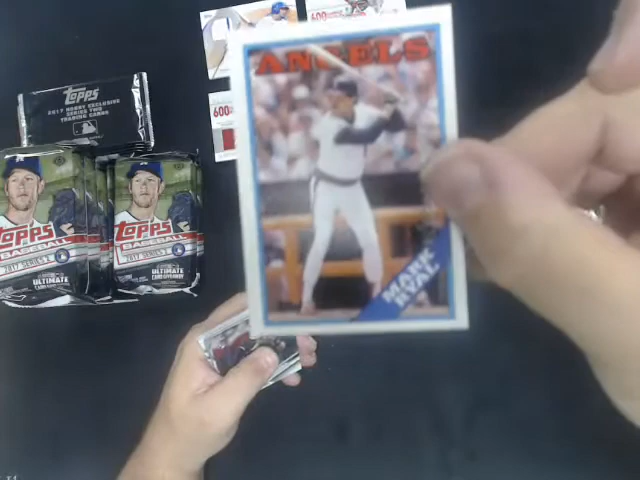 ANGELS
MARK
RYAL
TOPPS
2017 HOBBY EXCLUSIVE
SERIES TWO
TRADING CARDS
TOPPS
BASEBALL
2017 SERIES 2
TOPPS
BASEBALL
2017 SERIES 2
ULTIMATE
600
600